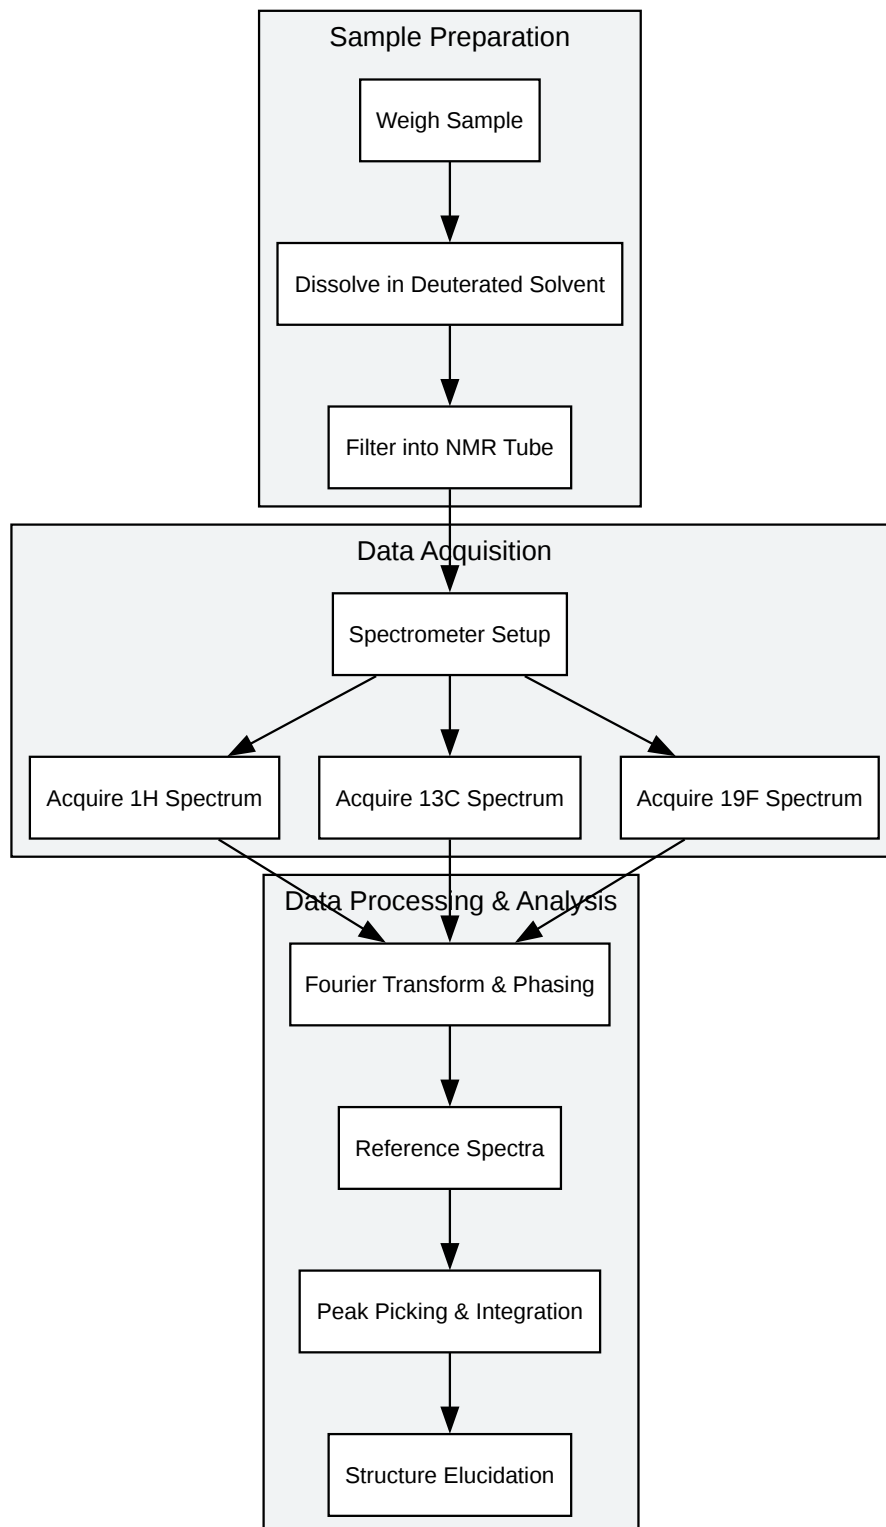 Sample Preparation
Weigh Sample
Dissolve in Deuterated Solvent
Filter into NMR Tube
Data Acquisition
Spectrometer Setup
Acquire 1H Spectrum
Acquire 13C Spectrum
Acquire 19F Spectrum
Data Processing & Analysis
Fourier Transform & Phasing
Reference Spectra
Peak Picking & Integration
Structure Elucidation